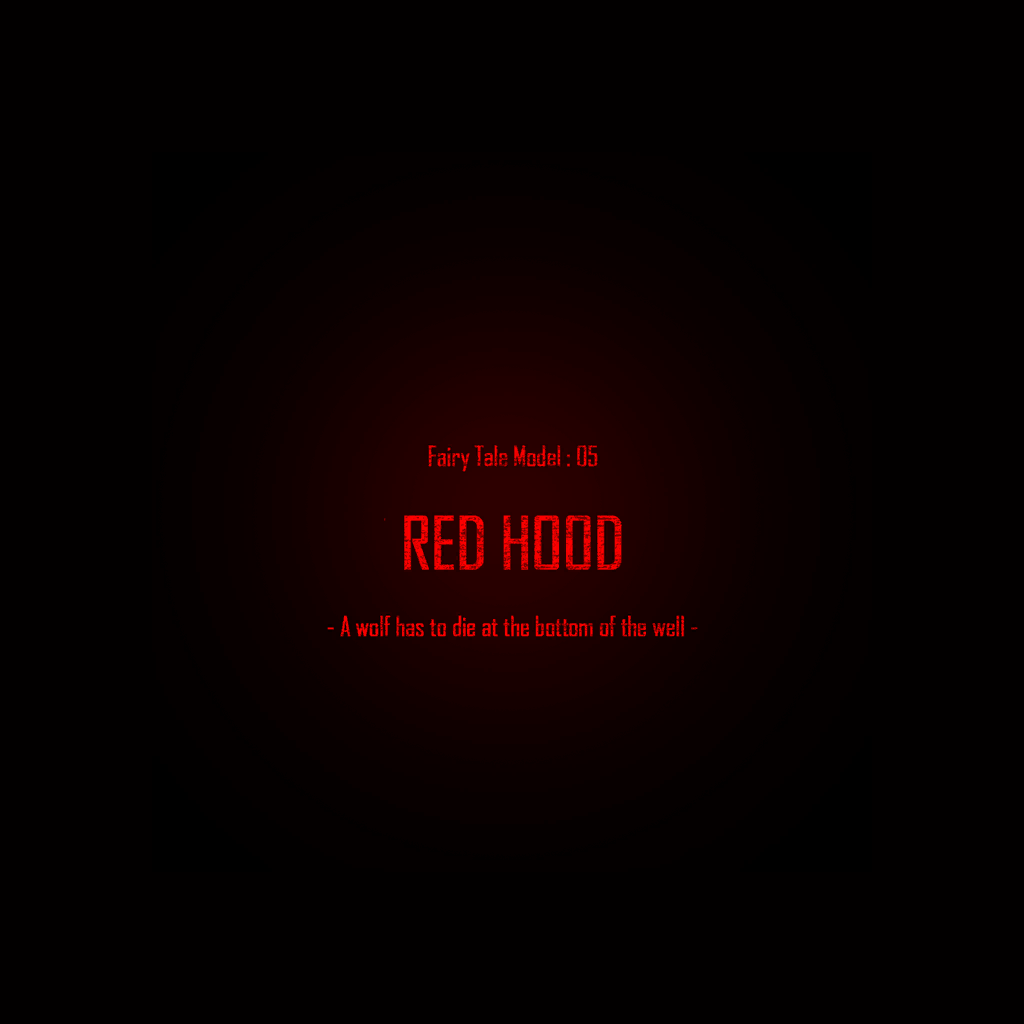 Fairy Tale Model : 05
RED HOOD
- A wolf has to die at the bottom of the well -